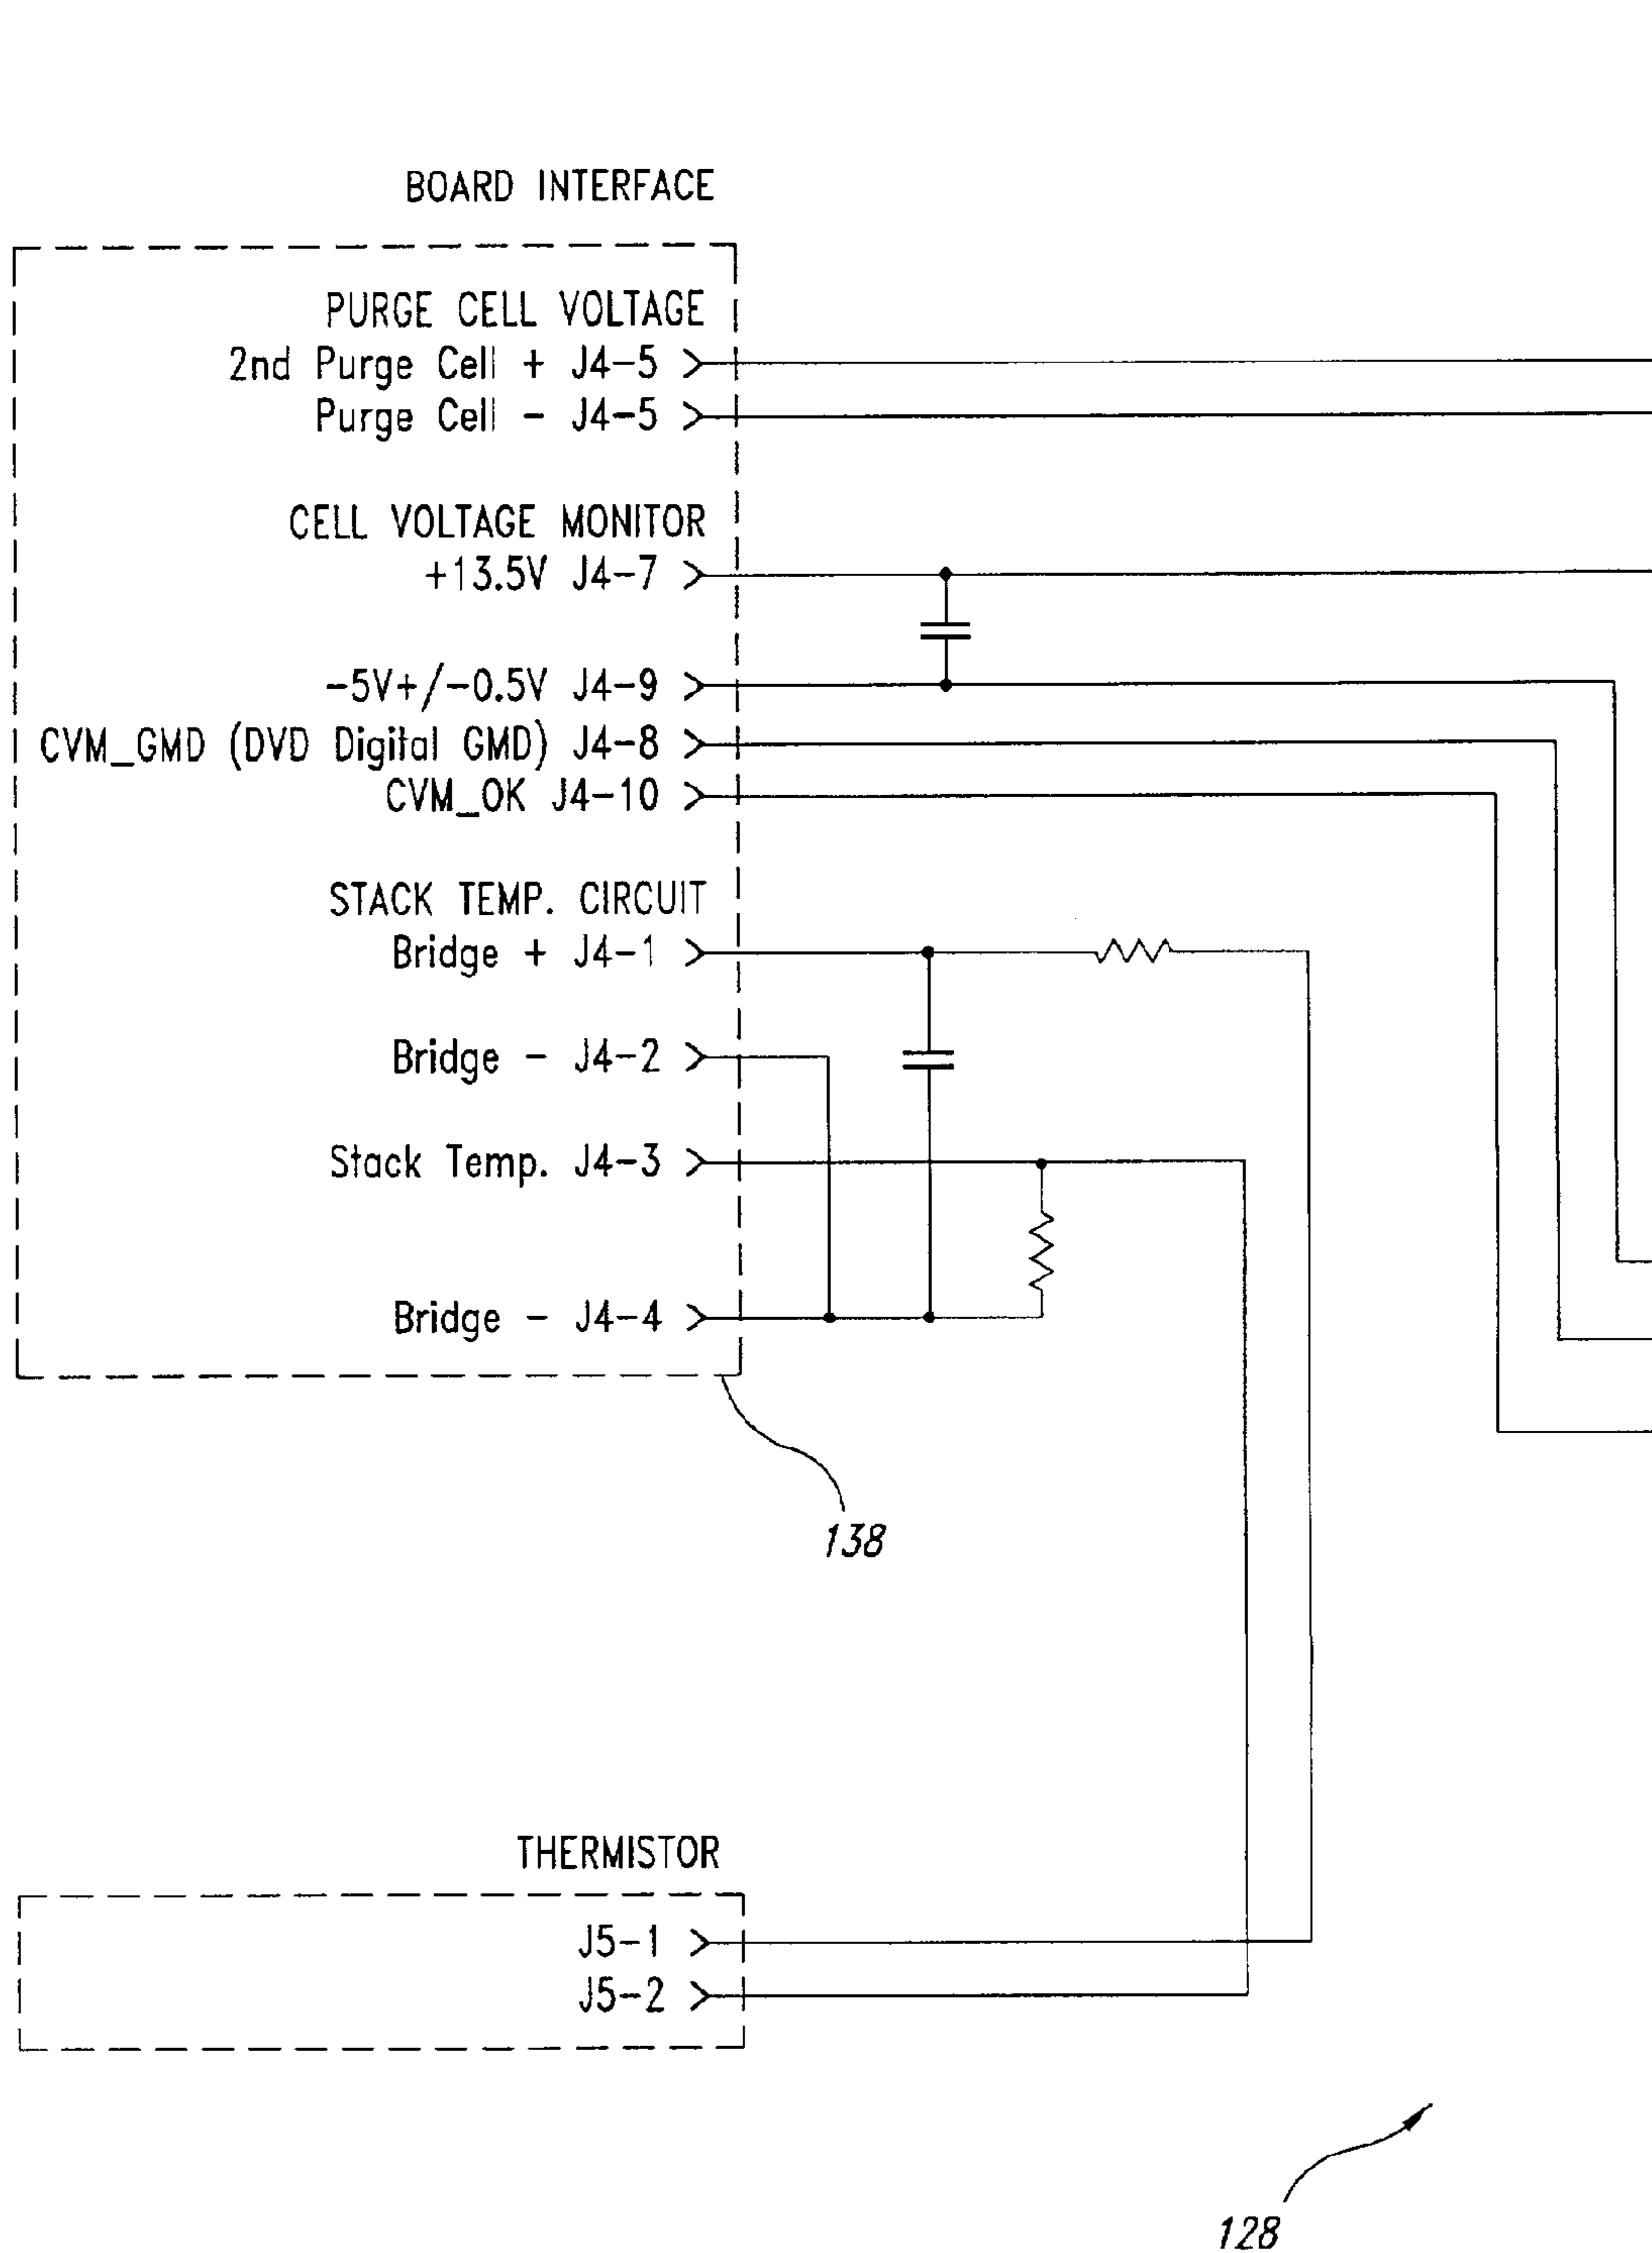 BOARD INTERFACE
PURGE CELL VOLTAGE
2nd Purge Cell + J4-5
Purge Cell - J4-5
CELL VOLTAGE MONITOR
+13.5V J4-7
-5V+/-0.5V J4-9
CVM_GMD (DVD Digital GMD) J4-8
CVM_OK J4-10
STACK TEMP. CIRCUIT
Bridge + J4-1
Bridge - J4-2
Stack Temp. J4-3
Bridge - J4-4
138
THERMISTOR
J5-1
J5-2
128